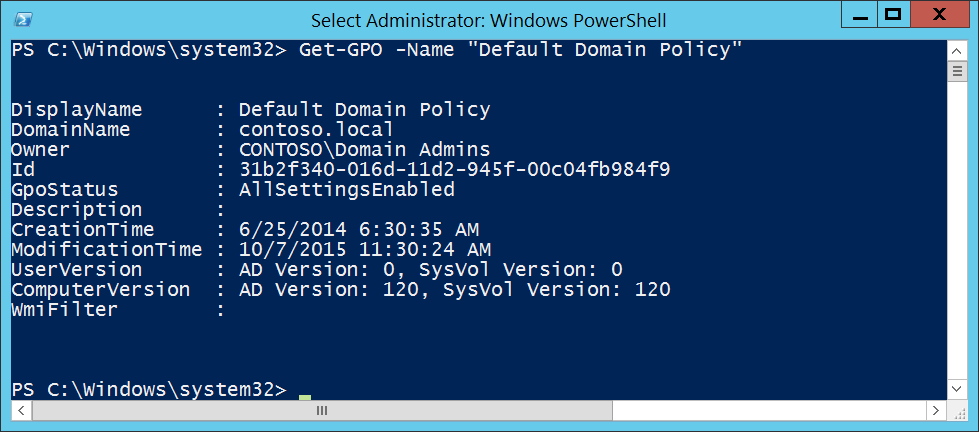 Select Administrator: Windows PowerShell
PS C:\Windows\system32> Get-GPO -Name "Default Domain Policy"
DisplayName : Default Domain Policy
DomainName : contoso.local
Owner : CONTOSO\Domain Admins
Id : 31b2f340-016d-11d2-945f-00c04fb984f9
GpoStatus : AllSettingsEnabled
Description :
CreationTime : 6/25/2014 6:30:35 AM
ModificationTime : 10/7/2015 11:30:24 AM
UserVersion : AD Version: 0, SysVol Version: 0
ComputerVersion : AD Version: 120, SysVol Version: 120
WmiFilter :
PS C:\Windows\system32>